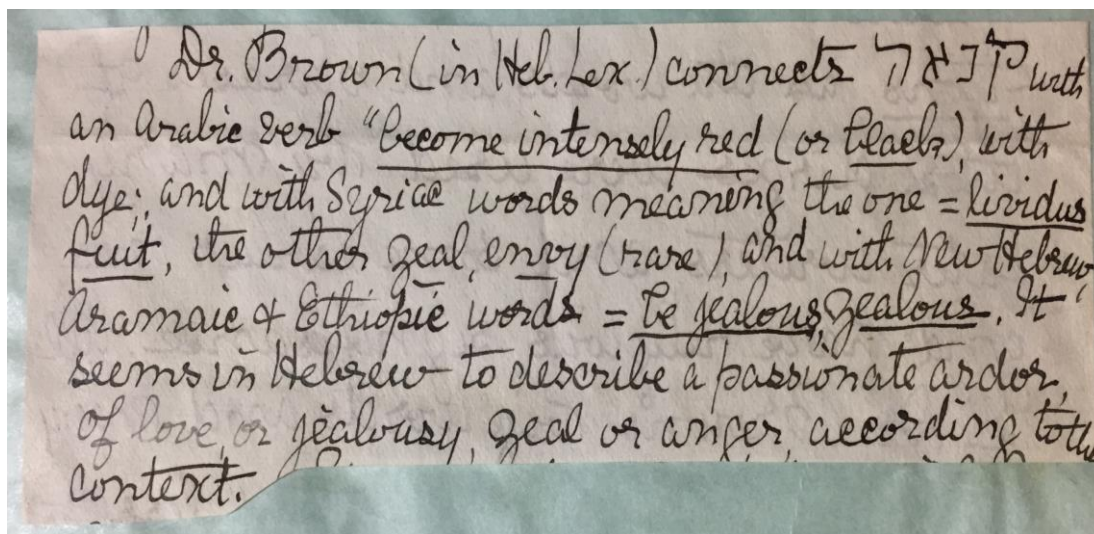 Dr. Brown (in Heb. Lex.) connects קנאה with
an Arabic verb "become intensely red (or black), with
dye; and with Syriac words meaning the one = lividus
fuit, the other zeal, envy (rare), and with New Hebrew,
Aramaic & Ethiopic words = be jealous, zealous. It
seems in Hebrew to describe a passionate ardor,
of love, or jealousy, zeal or anger, according to the
context.